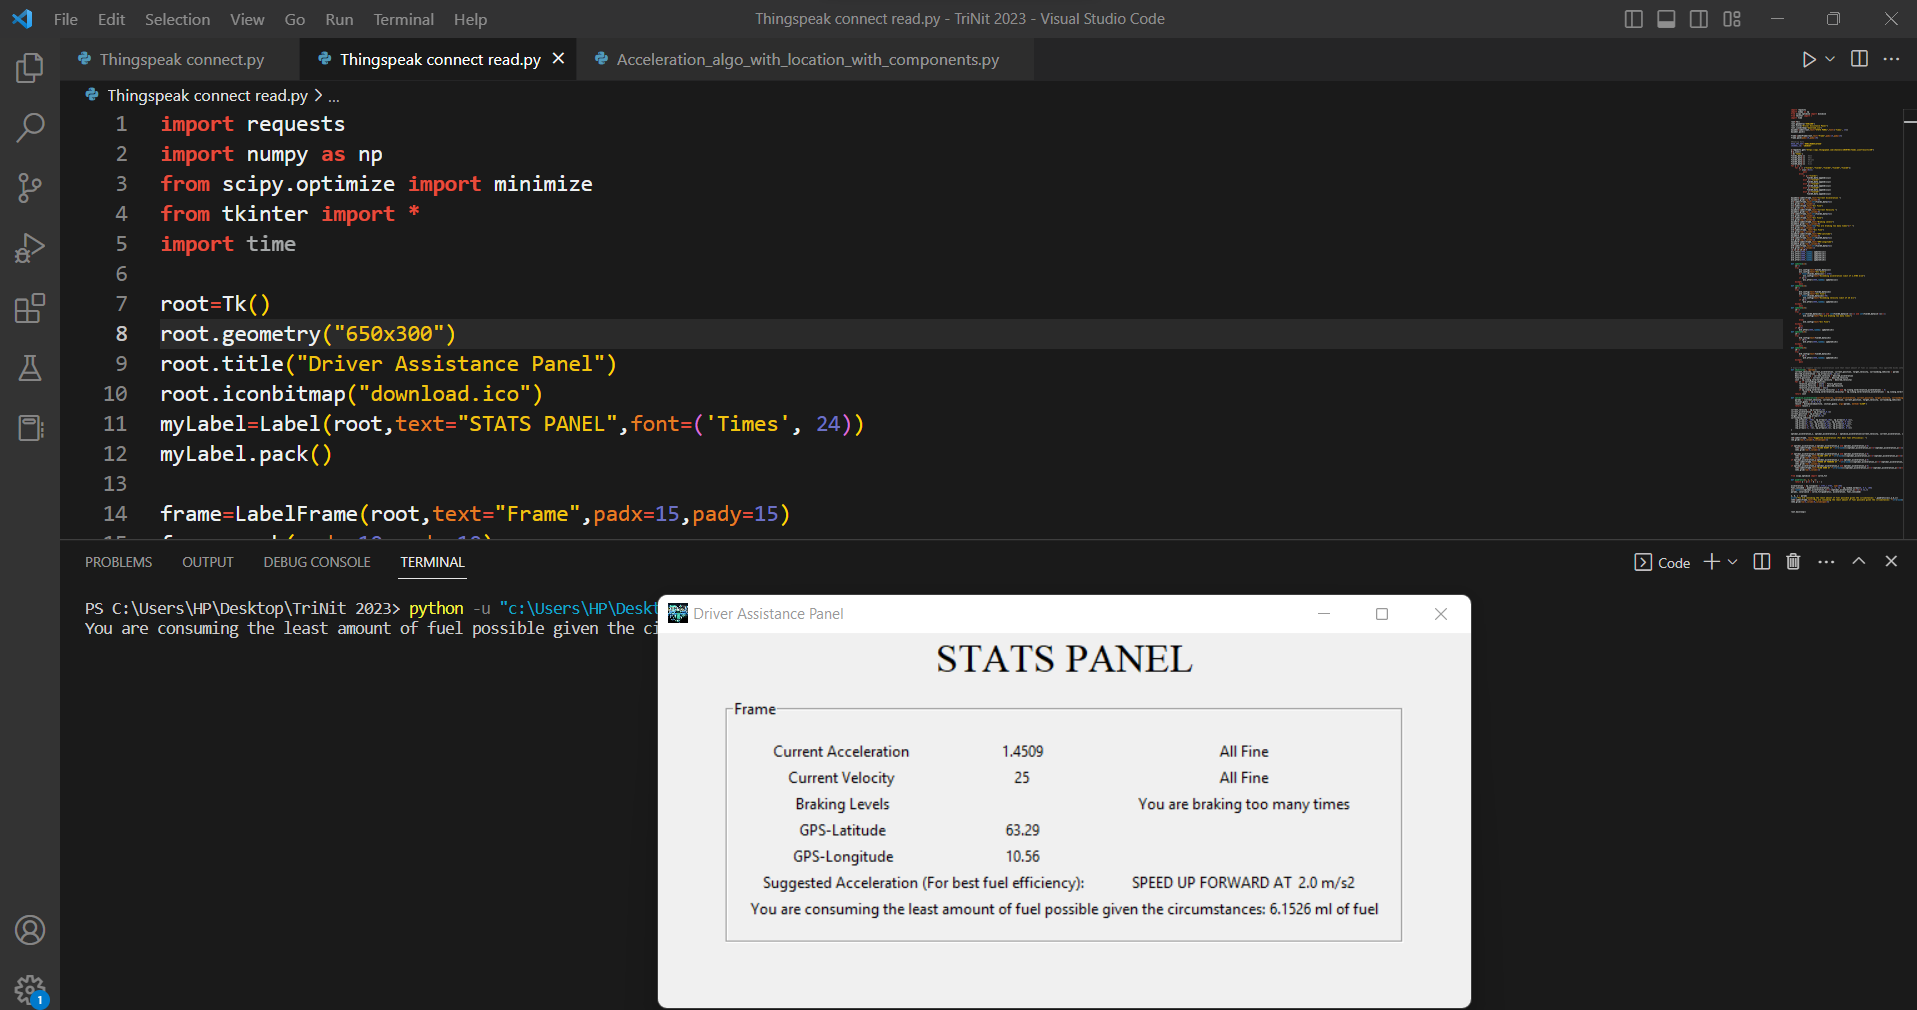 File Edit Selection View Go Run Terminal Help
Thingspeak connect read.py - TriNit 2023 - Visual Studio Code
Thingspeak connect.py
Thingspeak connect read.py
Acceleration_algo_with_location_with_components.py
Thingspeak connect read.py > ...
1 import requests
2 import numpy as np
3 from scipy.optimize import minimize
4 from tkinter import *
5 import time
6
7 root=Tk()
8 root.geometry("650x300")
9 root.title("Driver Assistance Panel")
10 root.iconbitmap("download.ico")
11 myLabel=Label(root,text="STATS PANEL",font=('Times', 24))
12 myLabel.pack()
13
14 frame=LabelFrame(root,text="Frame",padx=15,pady=15)
PROBLEMS OUTPUT DEBUG CONSOLE TERMINAL
Code
PS C:\Users\HP\Desktop\TriNit 2023> python -u "c:\Users\HP\Deskt
You are consuming the least amount of fuel possible given the ci
Driver Assistance Panel
STATS PANEL
Frame
Current Acceleration 1.4509 All Fine
Current Velocity 25 All Fine
Braking Levels You are braking too many times
GPS-Latitude 63.29
GPS-Longitude 10.56
Suggested Acceleration (For best fuel efficiency): SPEED UP FORWARD AT 2.0 m/s2
You are consuming the least amount of fuel possible given the circumstances: 6.1526 ml of fuel
1